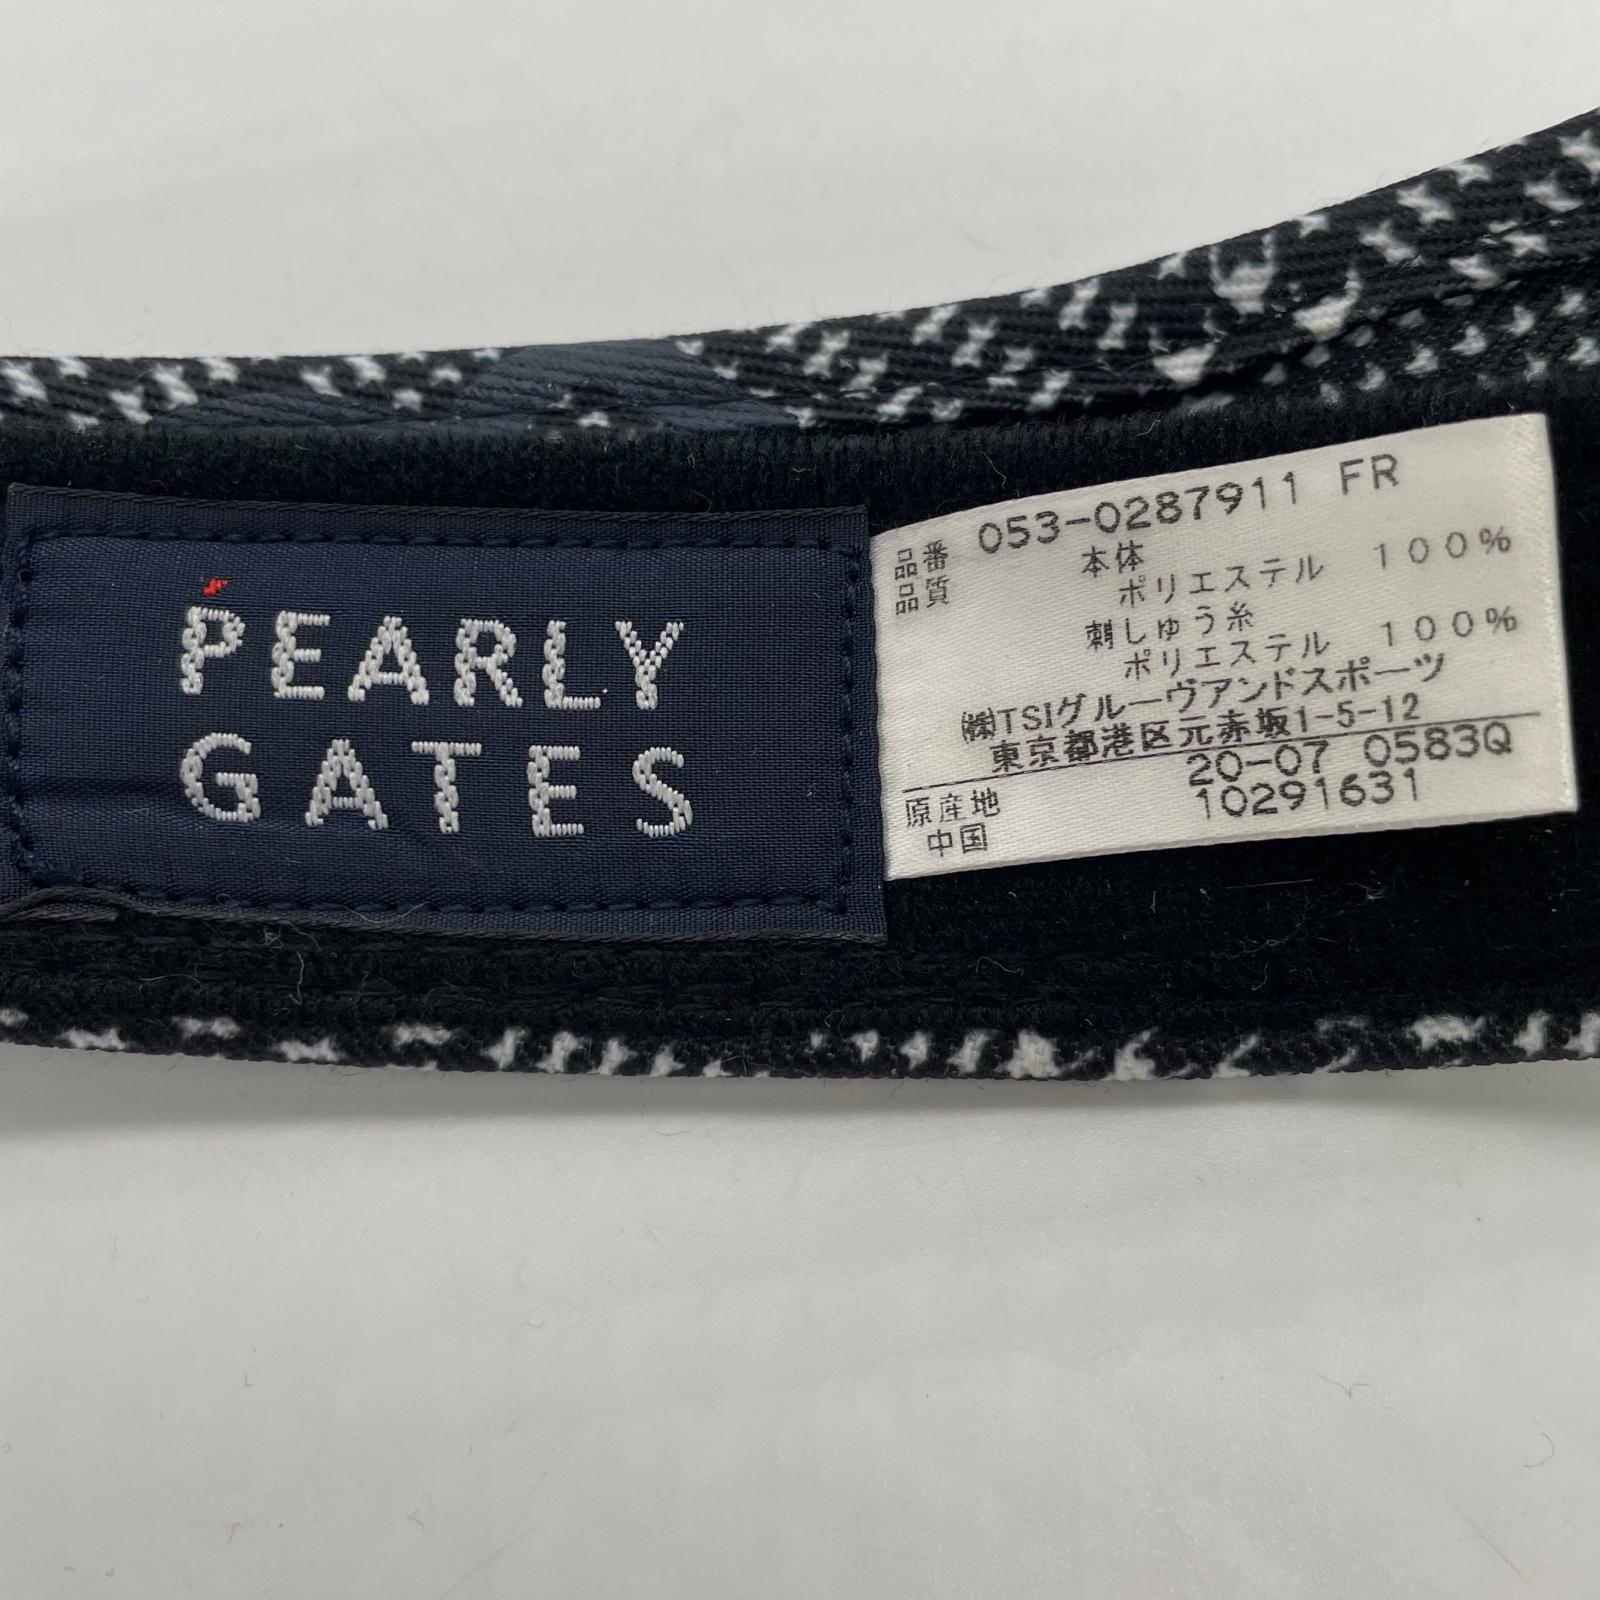 PEARLY
GATES
品番 053-0287911 FR
品質 本体
ポリエステル 100%
刺しゅう糸
ポリエステル 100%
㈱TSIグルーヴアンドスポーツ
東京都港区元赤坂1-5-12
20-07 0583Q
原産地 10291631
中国